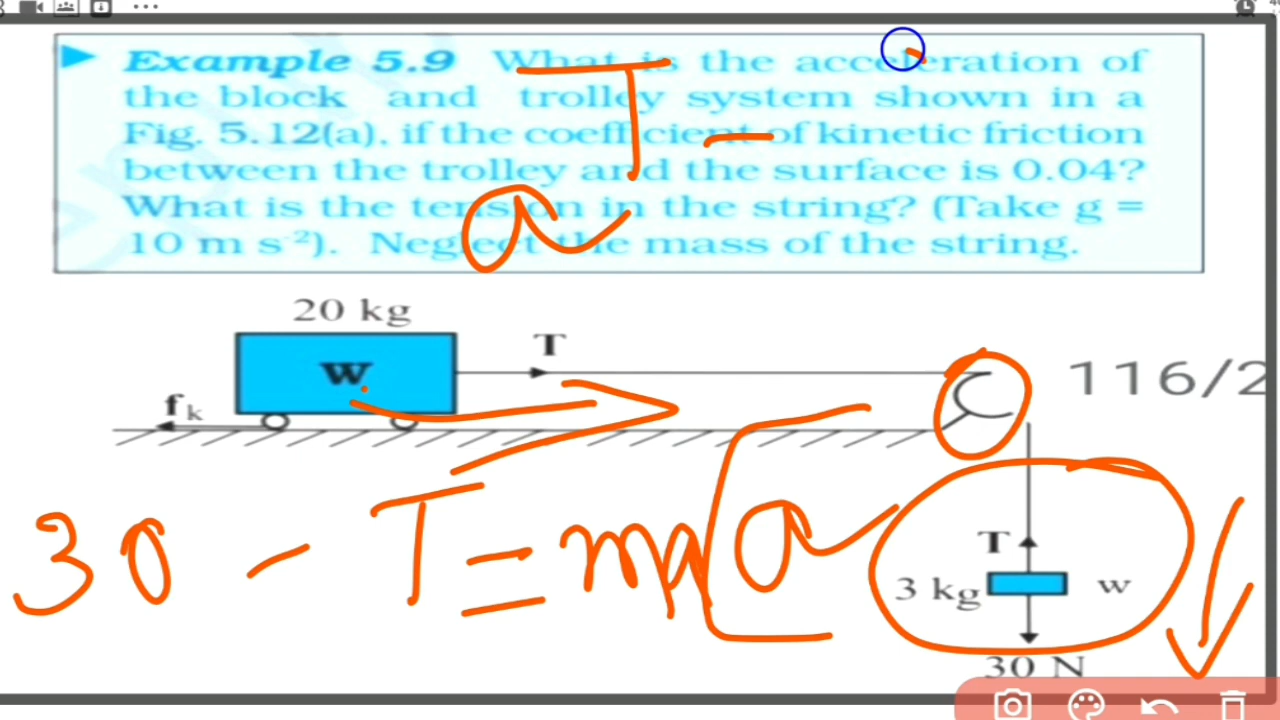 Example 5.9 What is the acceleration of
the block and trolley system shown in a
Fig. 5.12(a), if the coefficient of kinetic friction
between the trolley and the surface is 0.04?
What is the tension in the string? (Take g =
10 m s⁻²). Neglect the mass of the string.
T -
a
20 kg
W
T
fk
116/2
30 - T = ma
a
T
3 kg
w
30 N